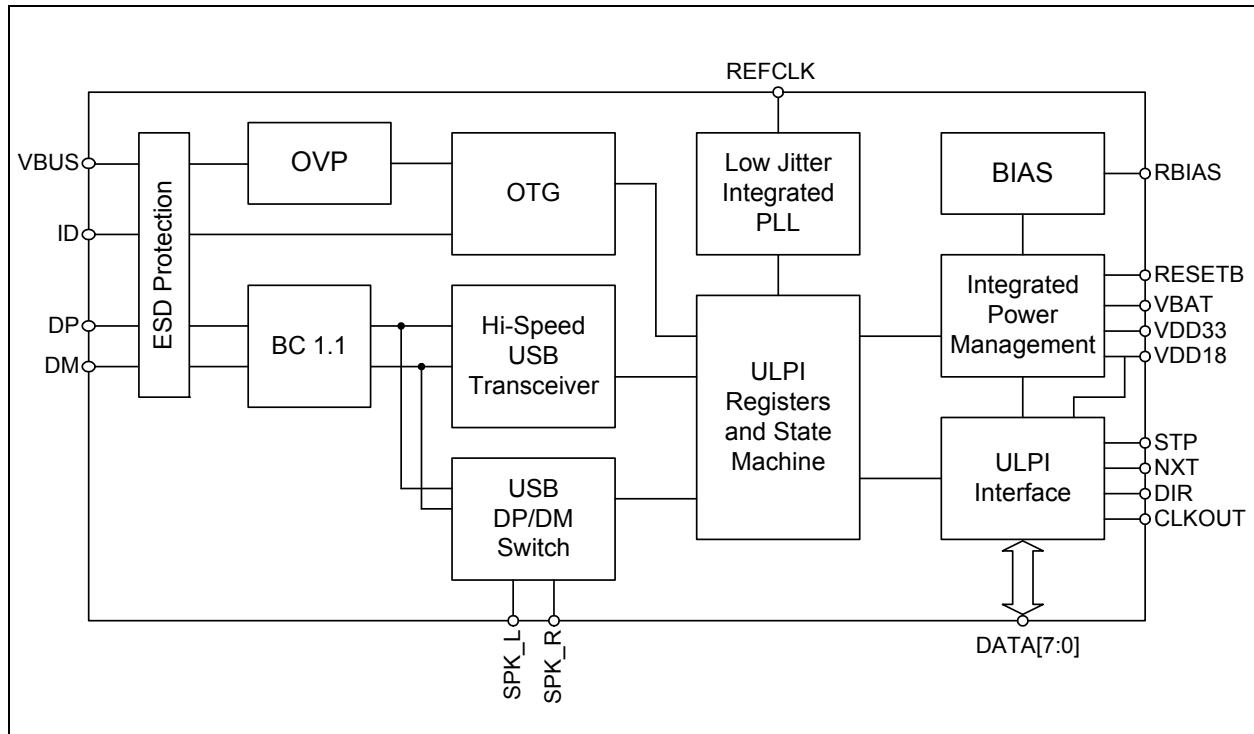 REFCLK
VBUS
ID
DP
DM
ESD Protection
OVP
OTG
BC 1.1
Hi-Speed
USB
Transceiver
USB
DP/DM
Switch
SPK_L
SPK_R
Low Jitter
Integrated
PLL
ULPI
Registers
and State
Machine
BIAS
Integrated
Power
Management
ULPI
Interface
RBIAS
RESETB
VBAT
VDD33
VDD18
STP
NXT
DIR
CLKOUT
DATA[7:0]